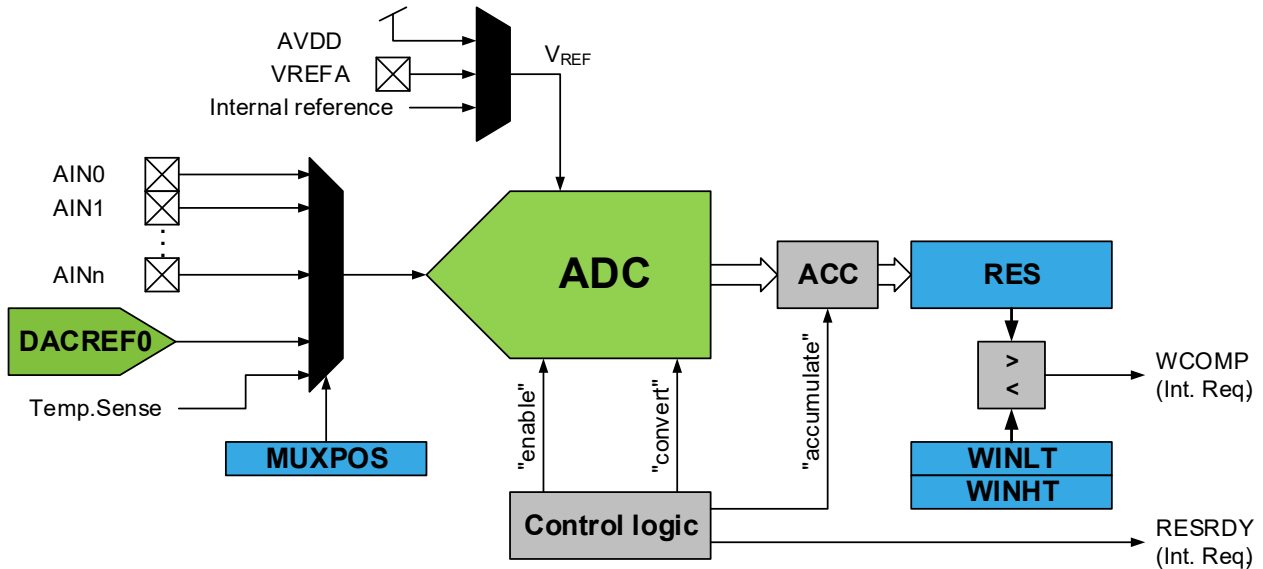 AVDD
VREFA
Internal reference
VREF
AIN0
AIN1
AINn
DACREF0
Temp.Sense
MUXPOS
ADC
ACC
RES
>
<
WCOMP
(Int. Req)
WINLT
WINHT
"enable"
"convert"
"accumulate"
Control logic
RESRDY
(Int. Req)